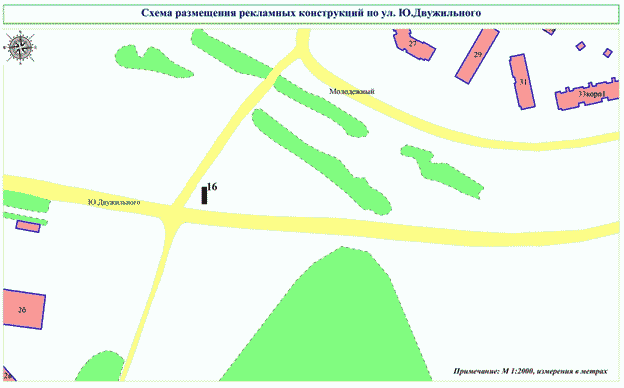 Схема размещения рекламных конструкций по ул. Ю.Двужильного
27
29
Молодежный
31
33корп1
16
Ю.Двужильного
26
2а
Примечание: М 1:2000, измерения в метрах